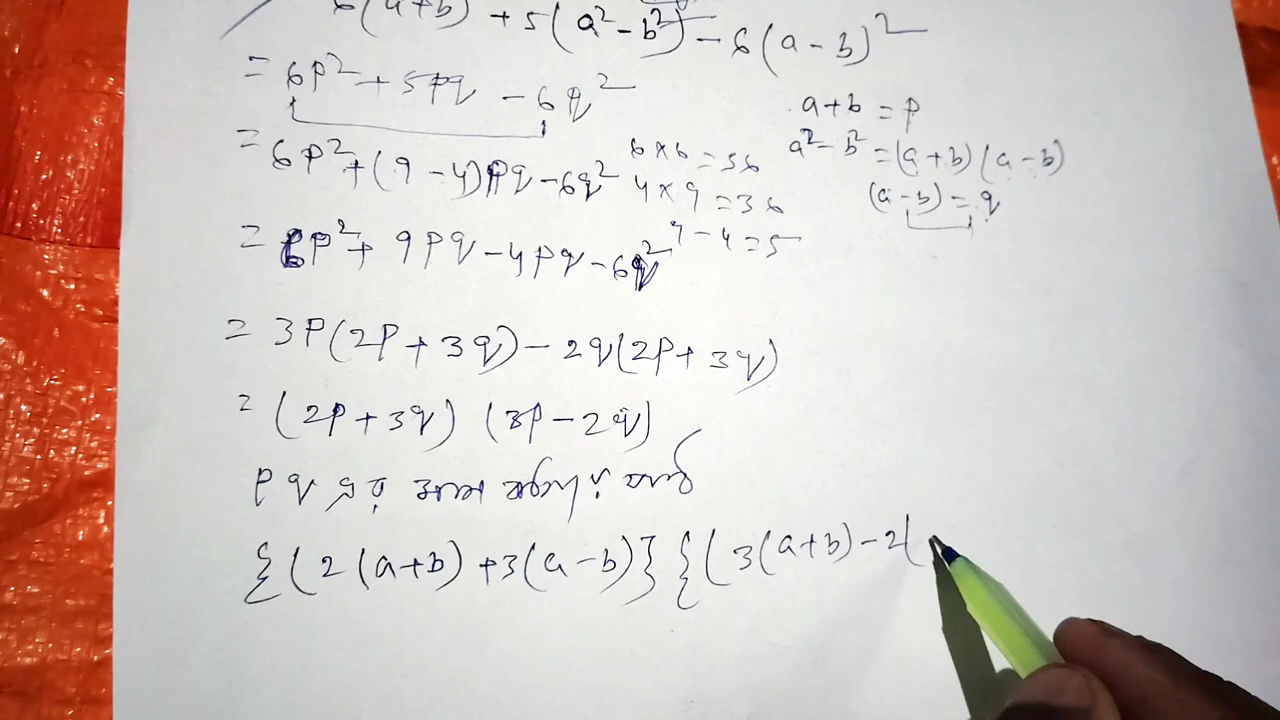 6(a+b) + 5(a² - b²) - 6(a - b)²
= 6p² + 5pq - 6q²
a+b = p
= 6p² + (9 - 4)pq - 6q²
6 × 6 = 36
a² - b² = (a + b)(a - b)
4 × 9 = 36
(a - b) = q
= 6p² + 9pq - 4pq - 6q²
9 - 4 = 5
= 3p(2p + 3q) - 2q(2p + 3q)
= (2p + 3q) (3p - 2q)
p q এর মান বসিয়ে পাই
{(2(a+b) + 3(a - b)} {(3(a+b) - 2(